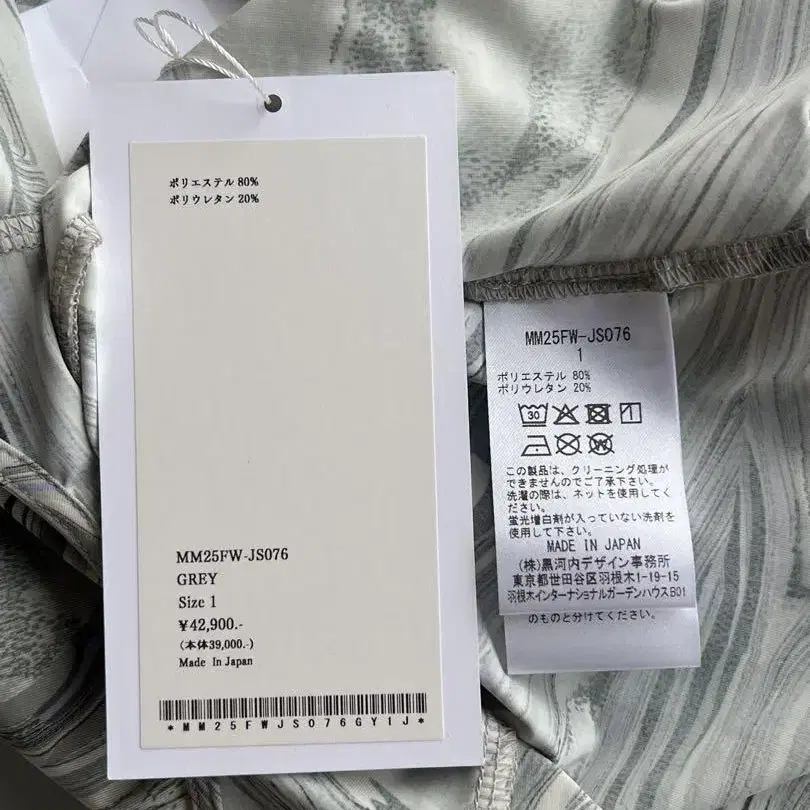 ポリエステル 80%
ポリウレタン 20%
MM25FW-JS076
GREY
Size 1
¥42,900.-
(本体39,000.-)
Made In Japan
*MM25FWJS076GY1J*
MM25FW-JS076
1
ポリエステル 80%
ポリウレタン 20%
30
この製品は、クリーニング処理が
できませんのでご了承下さい。
洗濯の際は、ネットを使用してく
ださい。
蛍光増白剤が入っていない洗剤を
使用して下さい。
MADE IN JAPAN
(株)黒河内デザイン事務所
東京都世田谷区羽根木1-19-15
羽根木インターナショナルガーデンハウスB01
のものと分けてください。